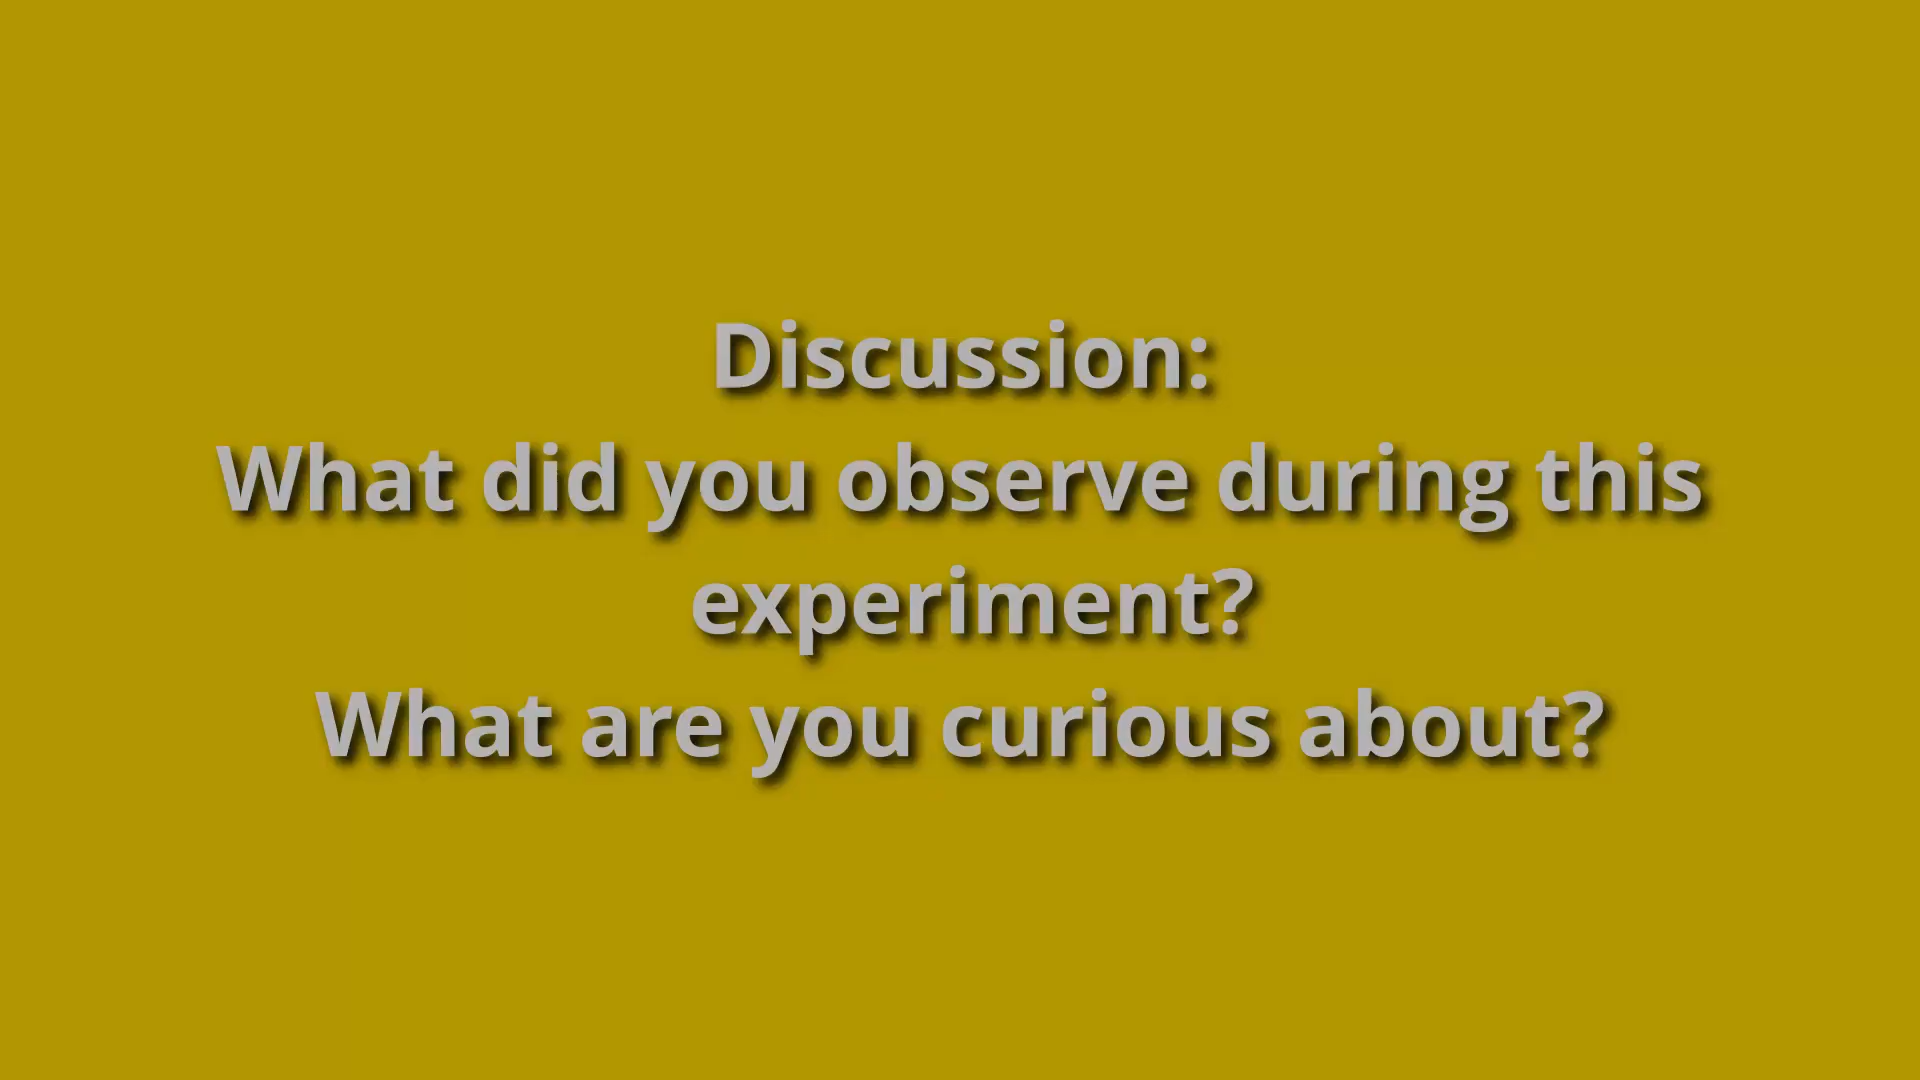 Discussion:
What did you observe during this
experiment?
What are you curious about?